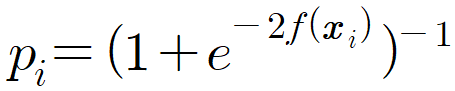 p_i = (1 + e^{-2f(x_i)})^{-1}